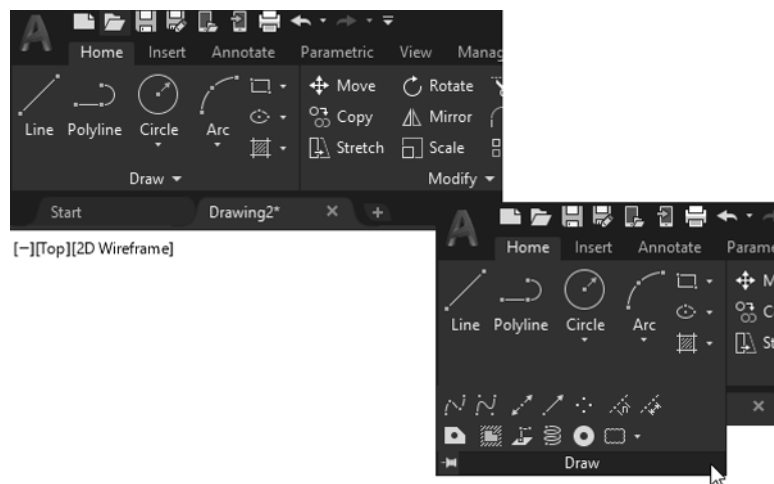 Home Insert Annotate Parametric View Manag
Move Rotate
Line Polyline Circle Arc Copy Mirror
Stretch Scale
Draw Modify
Start Drawing2*
[−][Top][2D Wireframe]
Home Insert Annotate Parame
M
Line Polyline Circle Arc C
St
Draw